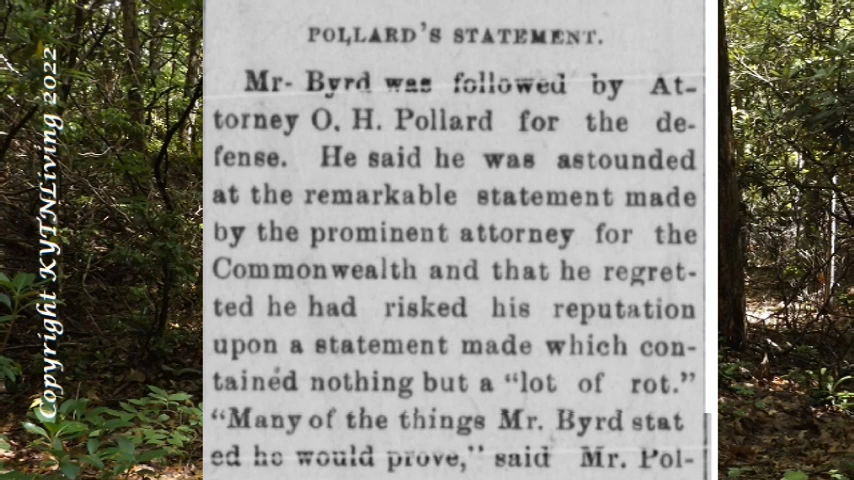 POLLARD'S STATEMENT.
Mr- Byrd was followed by At-
torney O. H. Pollard for the de-
fense. He said he was astounded
at the remarkable statement made
by the prominent attorney for the
Commonwealth and that he regret-
ted he had risked his reputation
upon a statement made which con-
tained nothing but a "lot of rot."
"Many of the things Mr. Byrd stat
ed he would prove," said Mr. Pol-
Copyright KYTNLiving 2022